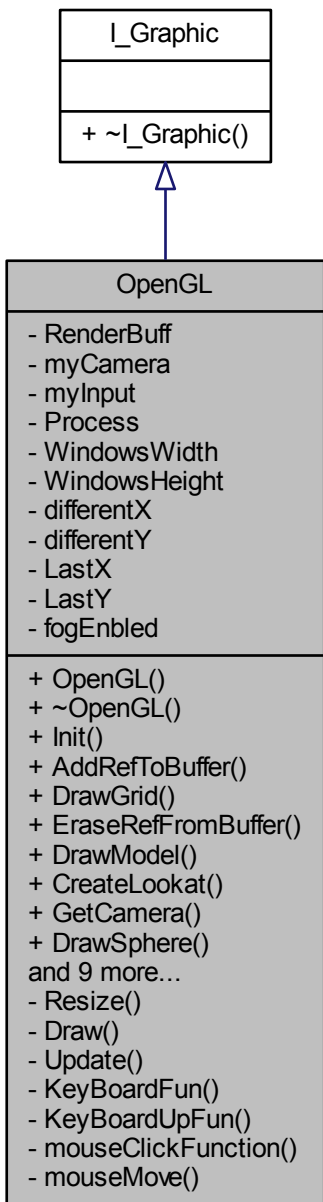 I_Graphic
+ ~I_Graphic()
OpenGL
- RenderBuff
- myCamera
- myInput
- Process
- WindowsWidth
- WindowsHeight
- differentX
- differentY
- LastX
- LastY
- fogEnbled
+ OpenGL()
+ ~OpenGL()
+ Init()
+ AddRefToBuffer()
+ DrawGrid()
+ EraseRefFromBuffer()
+ DrawModel()
+ CreateLookat()
+ GetCamera()
+ DrawSphere()
and 9 more...
- Resize()
- Draw()
- Update()
- KeyBoardFun()
- KeyBoardUpFun()
- mouseClickFunction()
- mouseMove()